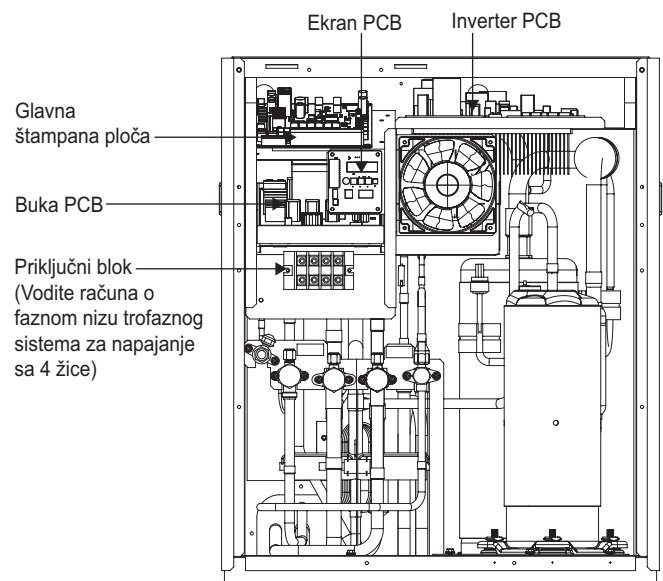 Ekran PCB
Inverter PCB
Glavna
štampana ploča
Buka PCB
Priključni blok
(Vodite računa o
faznom nizu trofaznog
sistema za napajanje
sa 4 žice)